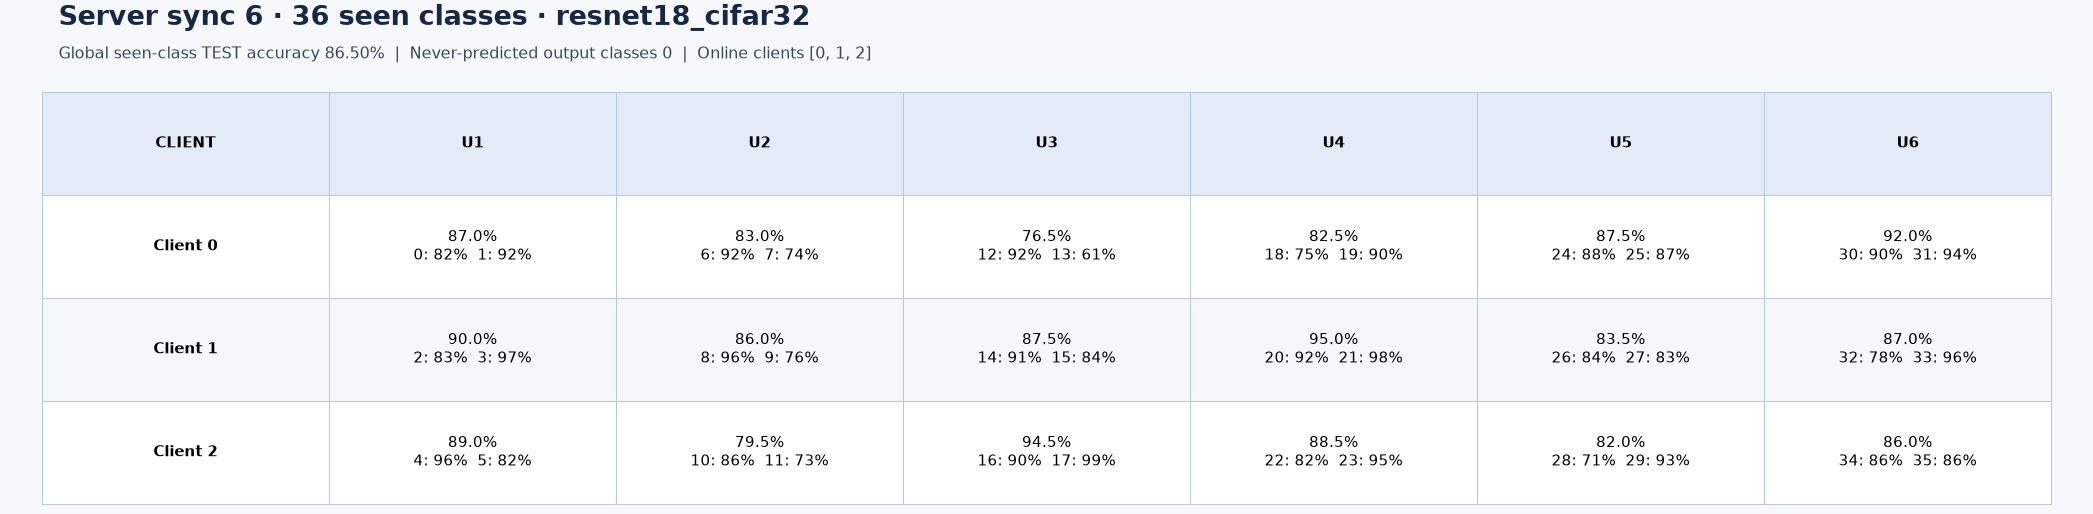 Server sync 6 · 36 seen classes · resnet18_cifar32
Global seen-class TEST accuracy 86.50% | Never-predicted output classes 0 | Online clients [0, 1, 2]
CLIENT U1 U2 U3 U4 U5 U6
Client 0
87.0%
0: 82% 1: 92%
83.0%
6: 92% 7: 74%
76.5%
12: 92% 13: 61%
82.5%
18: 75% 19: 90%
87.5%
24: 88% 25: 87%
92.0%
30: 90% 31: 94%
Client 1
90.0%
2: 83% 3: 97%
86.0%
8: 96% 9: 76%
87.5%
14: 91% 15: 84%
95.0%
20: 92% 21: 98%
83.5%
26: 84% 27: 83%
87.0%
32: 78% 33: 96%
Client 2
89.0%
4: 96% 5: 82%
79.5%
10: 86% 11: 73%
94.5%
16: 90% 17: 99%
88.5%
22: 82% 23: 95%
82.0%
28: 71% 29: 93%
86.0%
34: 86% 35: 86%